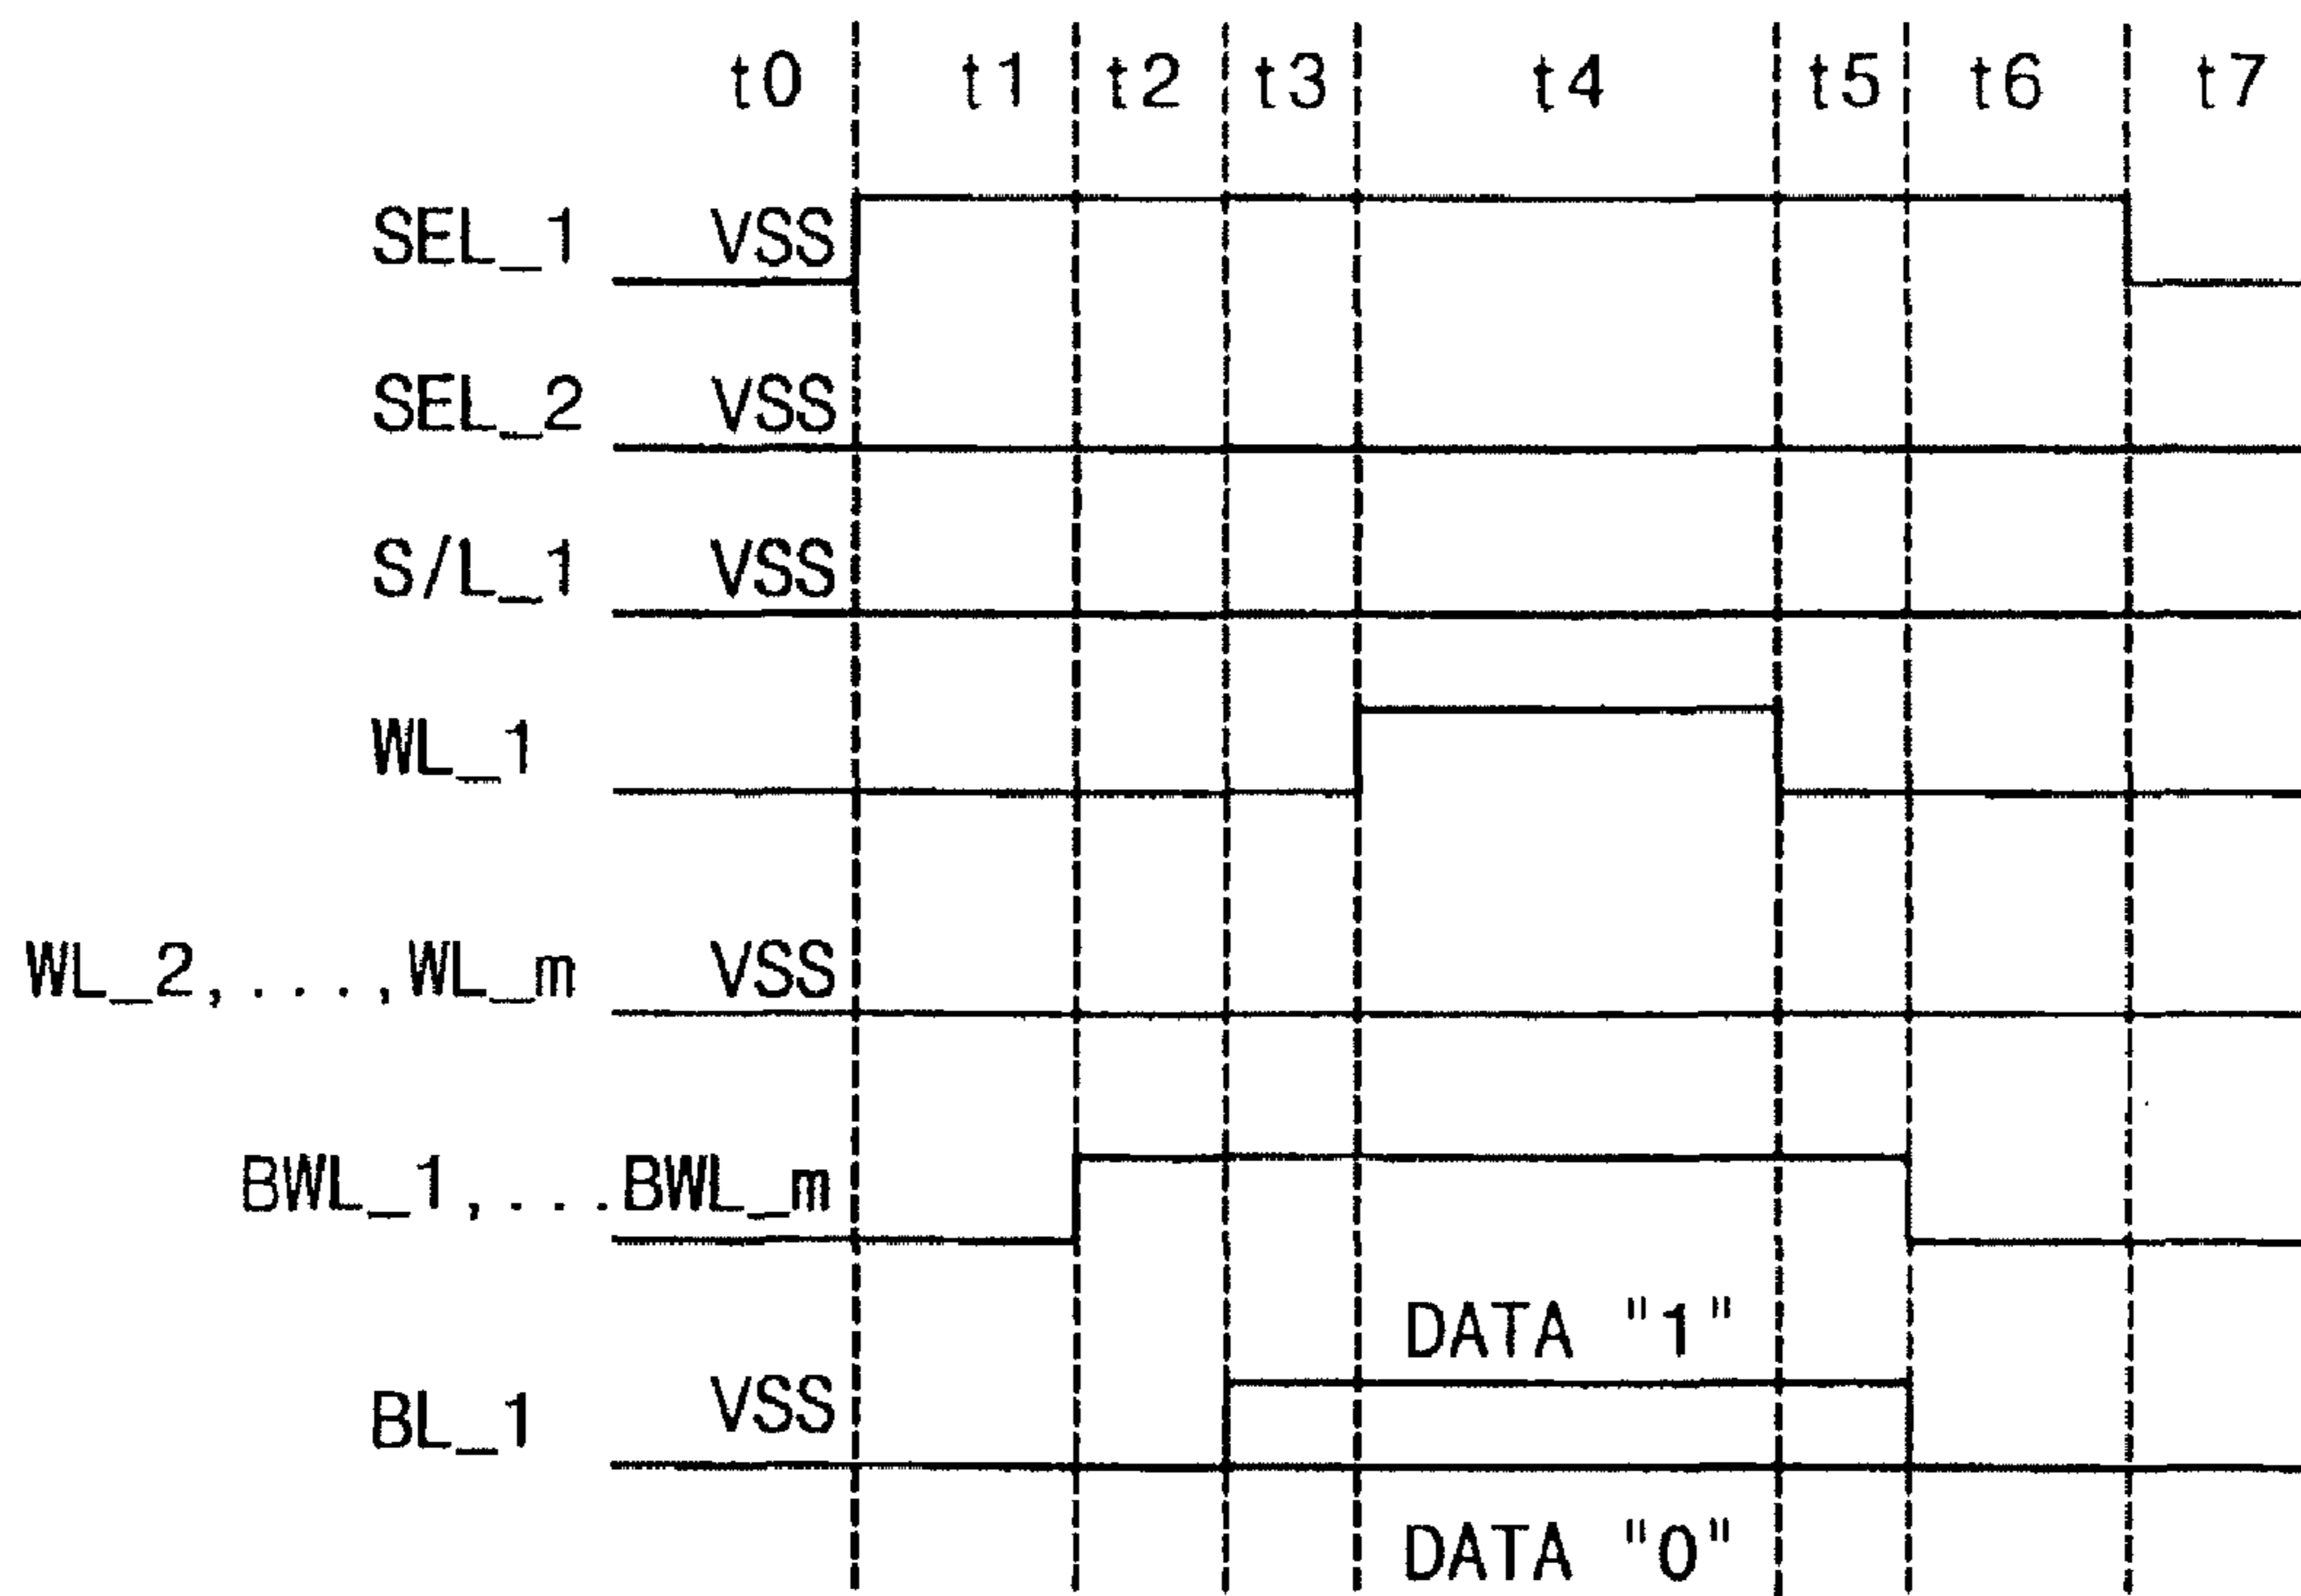 t0 t1 t2 t3 t4 t5 t6 t7
SEL_1 VSS
SEL_2 VSS
S/L_1 VSS
WL_1
WL_2,...,WL_m VSS
BWL_1,...BWL_m
DATA "1"
BL_1 VSS
DATA "0"